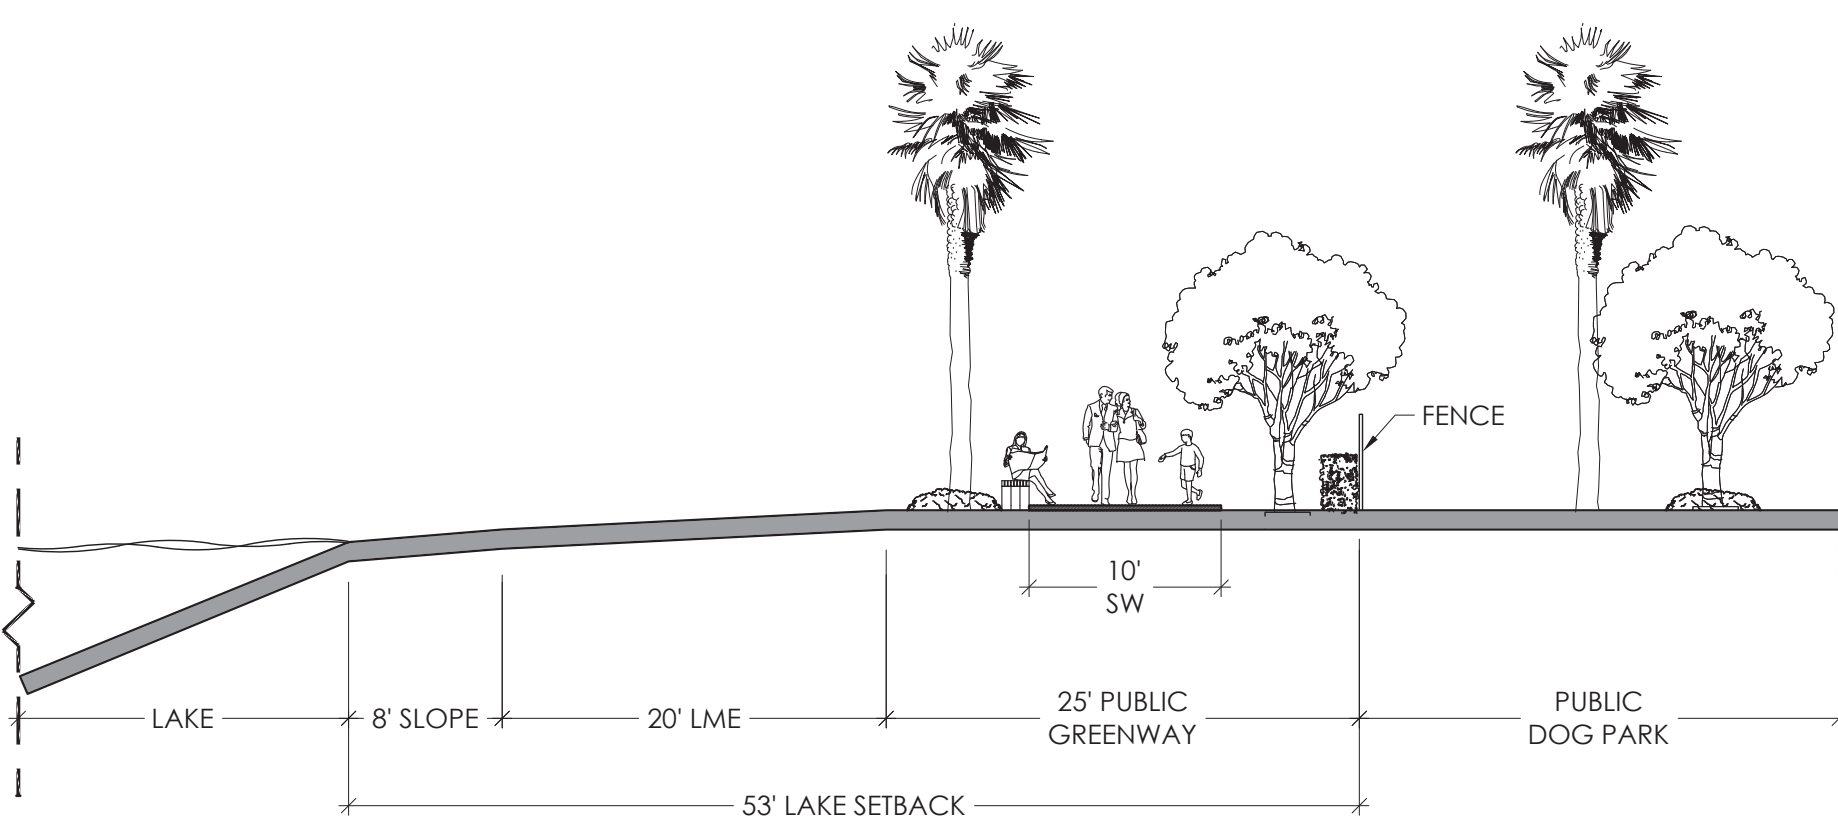 FENCE
10'
SW
LAKE
8' SLOPE
20' LME
25' PUBLIC
GREENWAY
PUBLIC
DOG PARK
53' LAKE SETBACK